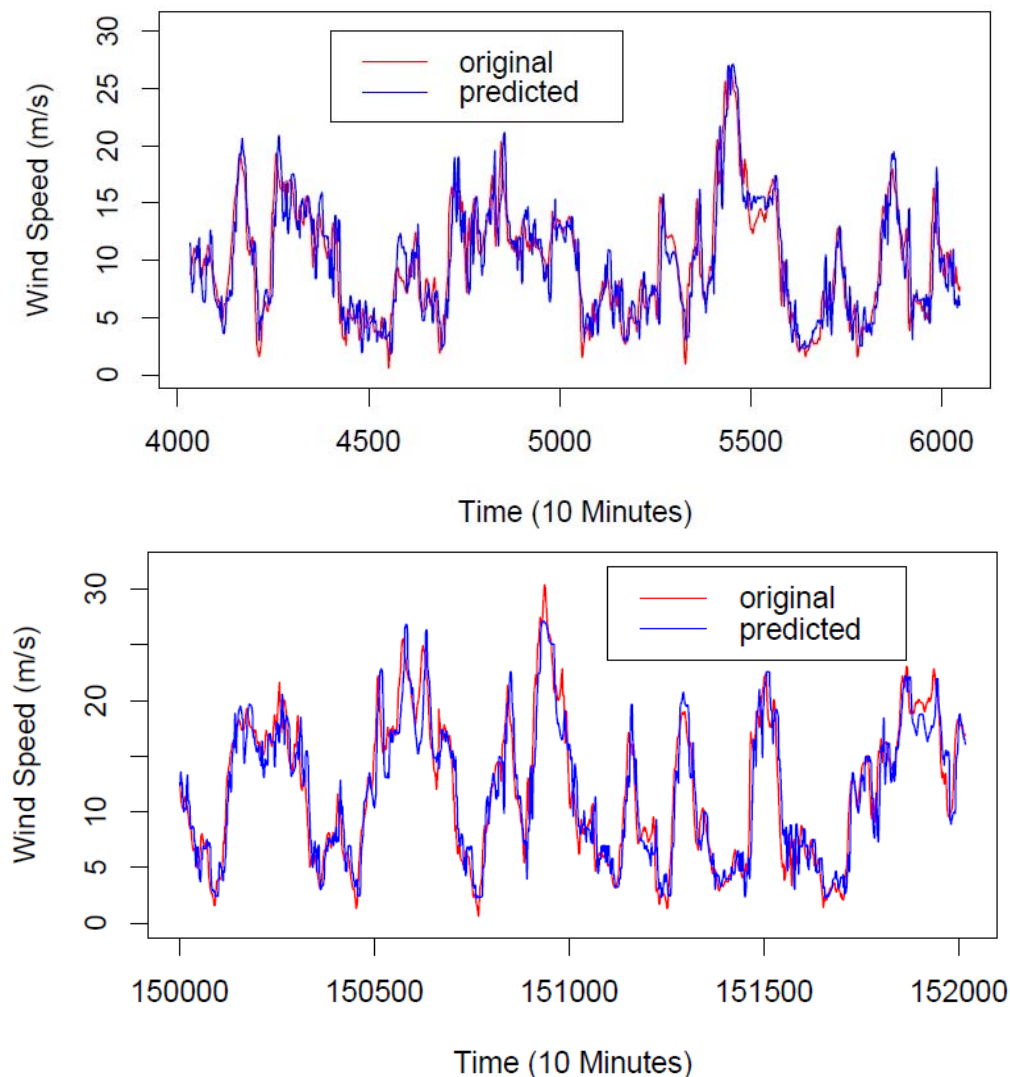 original
predicted
Wind Speed (m/s)
30
25
20
15
10
5
0
4000 4500 5000 5500 6000
Time (10 Minutes)
original
predicted
Wind Speed (m/s)
30
20
10
5
0
150000 150500 151000 151500 152000
Time (10 Minutes)